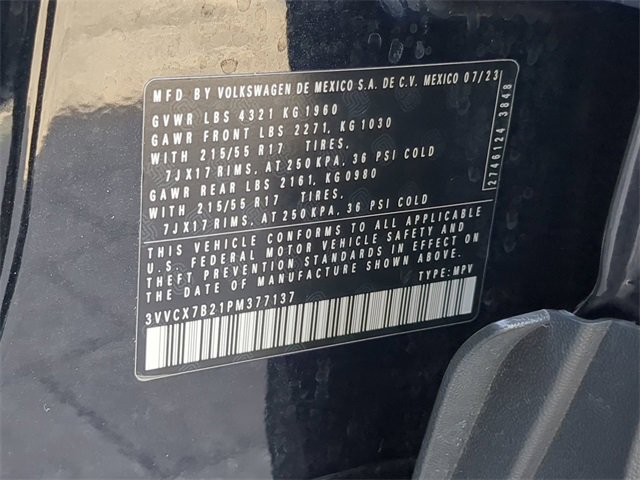 MFD BY VOLKSWAGEN DE MEXICO S.A. DE C.V. MEXICO 07/23
GVWR LBS 4321 KG 1960
GAWR FRONT LBS 2271, KG 1030
WITH 215/55 R17 TIRES.
7JX17 RIMS, AT 250 KPA, 36 PSI COLD
GAWR REAR LBS 2161, KG 0980
WITH 215/55 R17 TIRES.
7JX17 RIMS, AT 250 KPA, 36 PSI COLD
THIS VEHICLE CONFORMS TO ALL APPLICABLE
U.S. FEDERAL MOTOR VEHICLE SAFETY AND
THEFT PREVENTION STANDARDS IN EFFECT ON
THE DATE OF MANUFACTURE SHOWN ABOVE.
3VVCX7B21PM377137
TYPE: MPV
2746124 3848